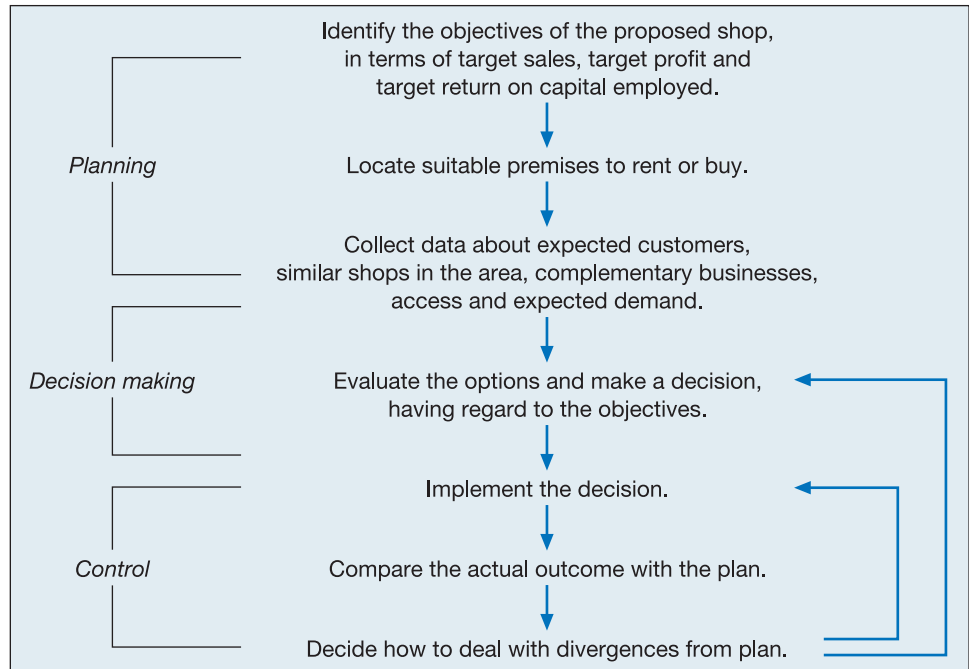 Identify the objectives of the proposed shop,
in terms of target sales, target profit and
target return on capital employed.
Planning
Locate suitable premises to rent or buy.
Collect data about expected customers,
similar shops in the area, complementary businesses,
access and expected demand.
Decision making
Evaluate the options and make a decision,
having regard to the objectives.
Implement the decision.
Control
Compare the actual outcome with the plan.
Decide how to deal with divergences from plan.